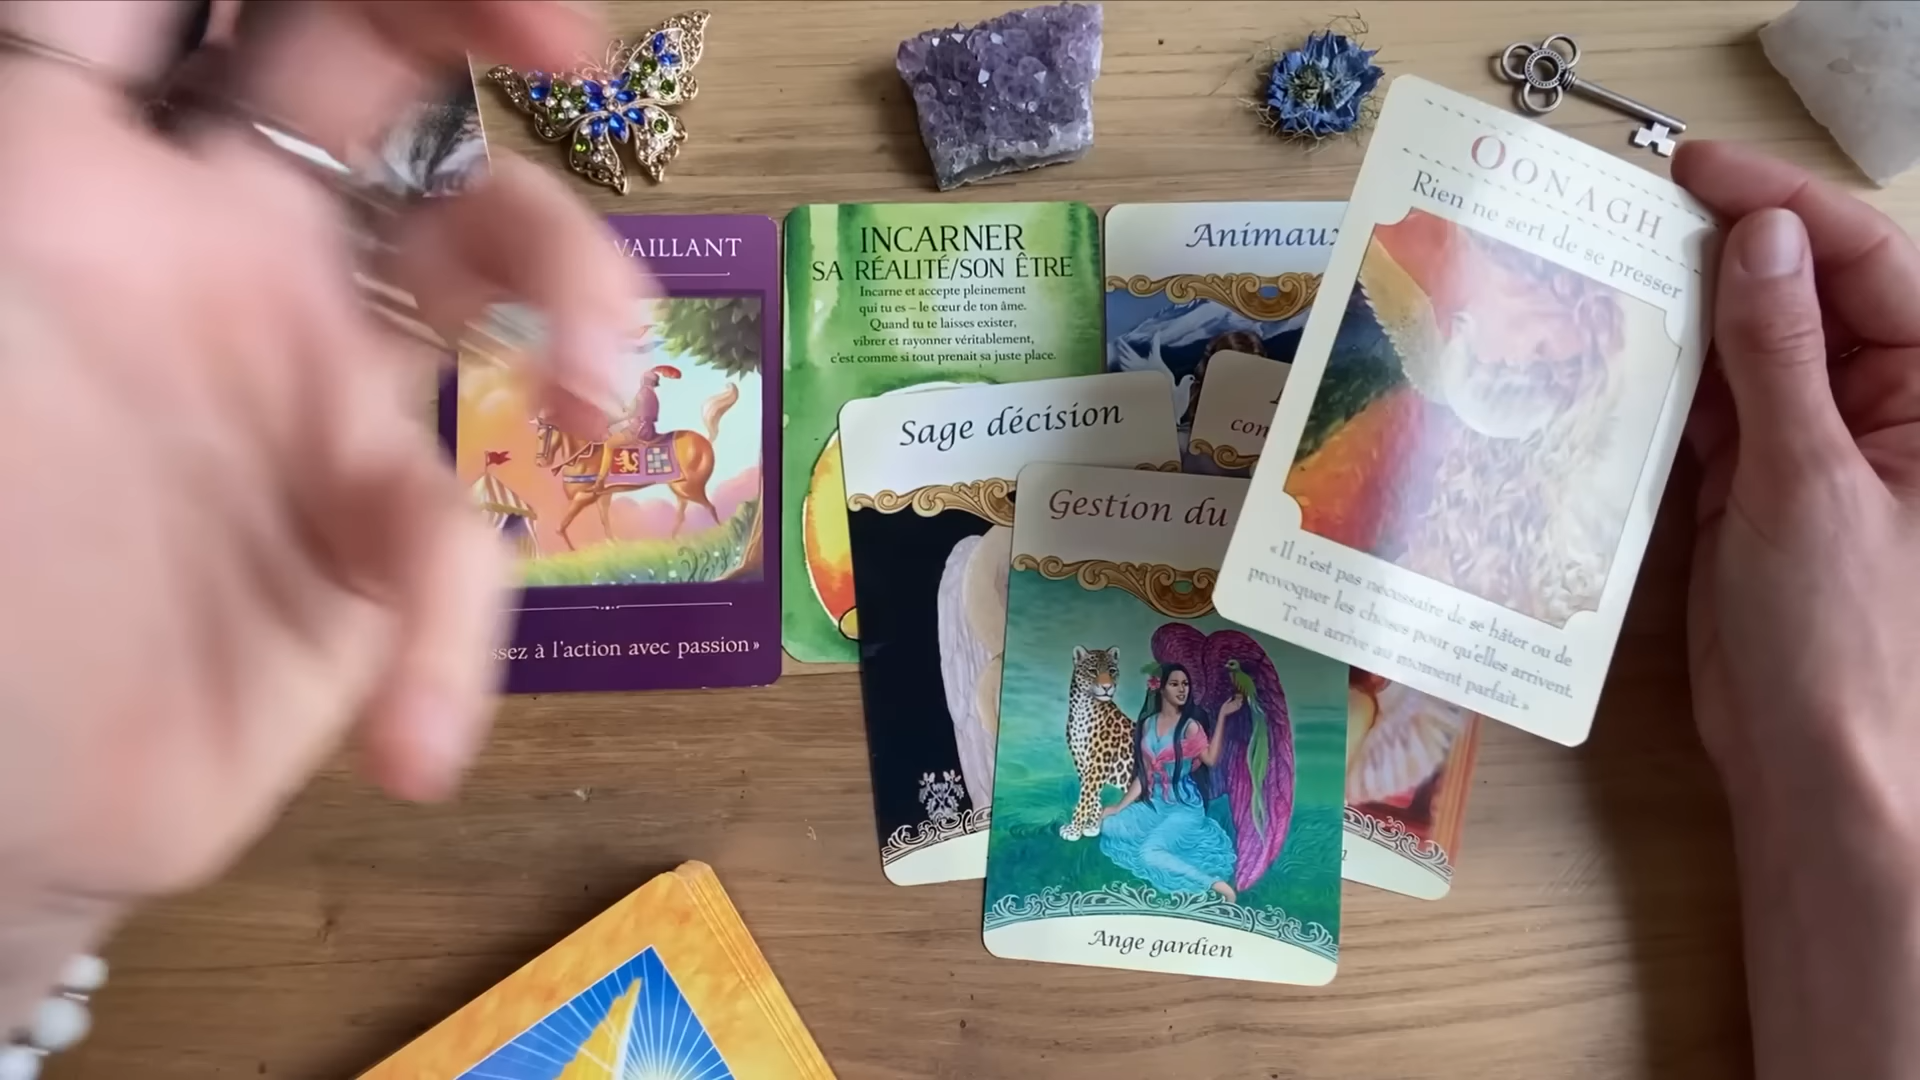 VAILLANT
ssez à l'action avec passion »
INCARNER
SA RÉALITÉ/SON ÊTRE
Incarne et accepte pleinement
qui tu es – le cœur de ton âme.
Quand tu te laisses exister,
vibrer et rayonner véritablement,
c'est comme si tout prenait sa juste place.
Animaux
con
Sage décision
Gestion du
Ange gardien
OONAGH
Rien ne sert de se presser
«Il n'est pas nécessaire de se hâter ou de
provoquer les choses pour qu'elles arrivent.
Tout arrive au moment parfait.»